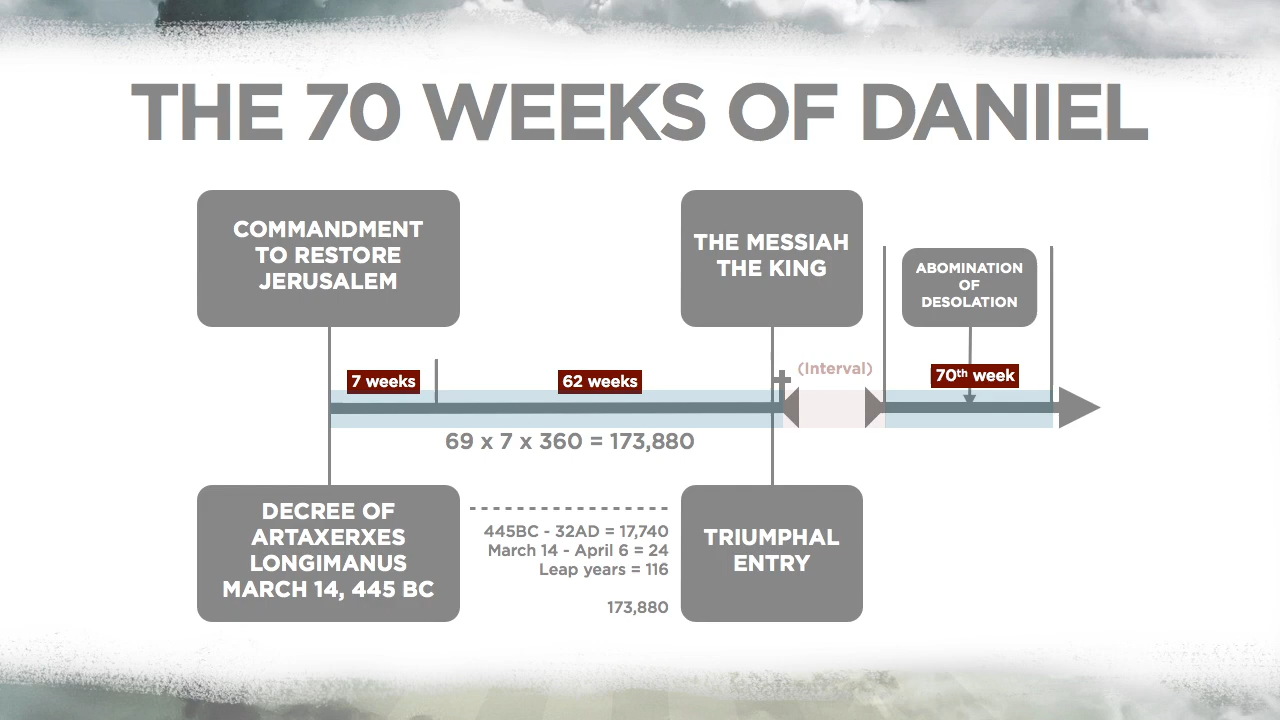 THE 70 WEEKS OF DANIEL
COMMANDMENT
TO RESTORE
JERUSALEM
THE MESSIAH
THE KING
ABOMINATION
OF
DESOLATION
7 weeks
62 weeks
(Interval)
70th week
69 x 7 x 360 = 173,880
DECREE OF
ARTAXERXES
LONGIMANUS
MARCH 14, 445 BC
445BC - 32AD = 17,740
March 14 - April 6 = 24
Leap years = 116
173,880
TRIUMPHAL
ENTRY